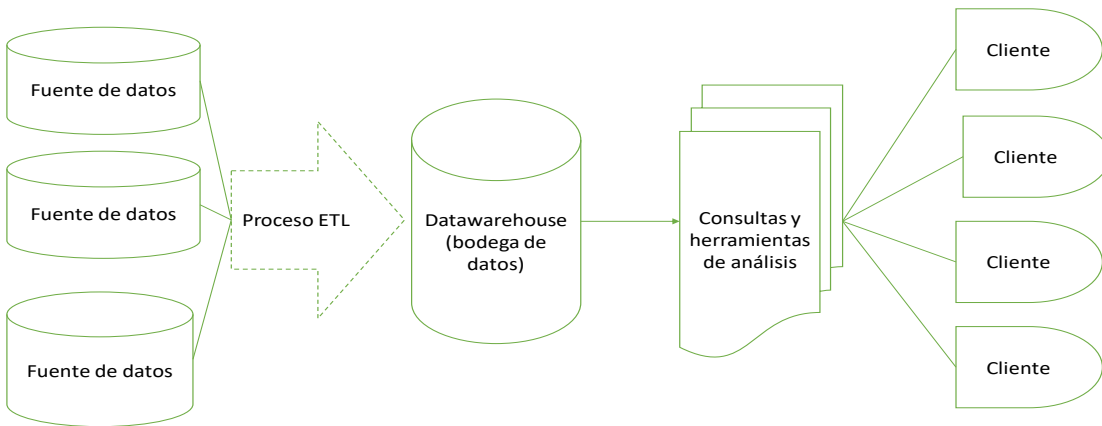 Fuente de datos
Fuente de datos
Fuente de datos
Proceso ETL
Datawarehouse
(bodega de
datos)
Consultas y
herramientas
de análisis
Cliente
Cliente
Cliente
Cliente